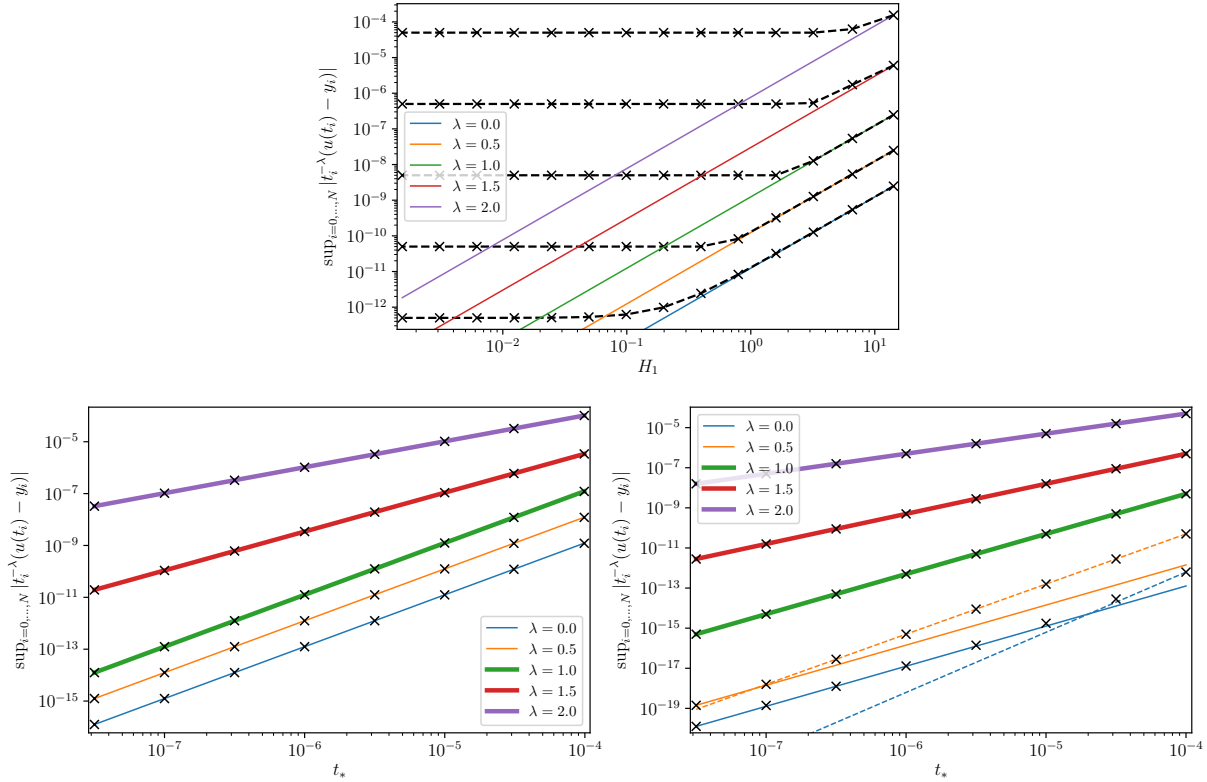 sup_{i=0,...,N} |t_i^{-λ}(u(t_i) − y_i)|
10^{-4}
10^{-5}
10^{-6}
10^{-7}
10^{-8}
10^{-9}
10^{-10}
10^{-11}
10^{-12}
λ = 0.0
λ = 0.5
λ = 1.0
λ = 1.5
λ = 2.0
10^{-2} 10^{-1} 10^{0} 10^{1}
H_1
sup_{i=0,...,N} |t_i^{-λ}(u(t_i) − y_i)|
10^{-5}
10^{-7}
10^{-9}
10^{-11}
10^{-13}
10^{-15}
λ = 0.0
λ = 0.5
λ = 1.0
λ = 1.5
λ = 2.0
10^{-7} 10^{-6} 10^{-5} 10^{-4}
t_*
sup_{i=0,...,N} |t_i^{-λ}(u(t_i) − y_i)|
10^{-5}
10^{-7}
10^{-9}
10^{-11}
10^{-13}
10^{-15}
10^{-17}
10^{-19}
λ = 0.0
λ = 0.5
λ = 1.0
λ = 1.5
λ = 2.0
10^{-7} 10^{-6} 10^{-5} 10^{-4}
t_*